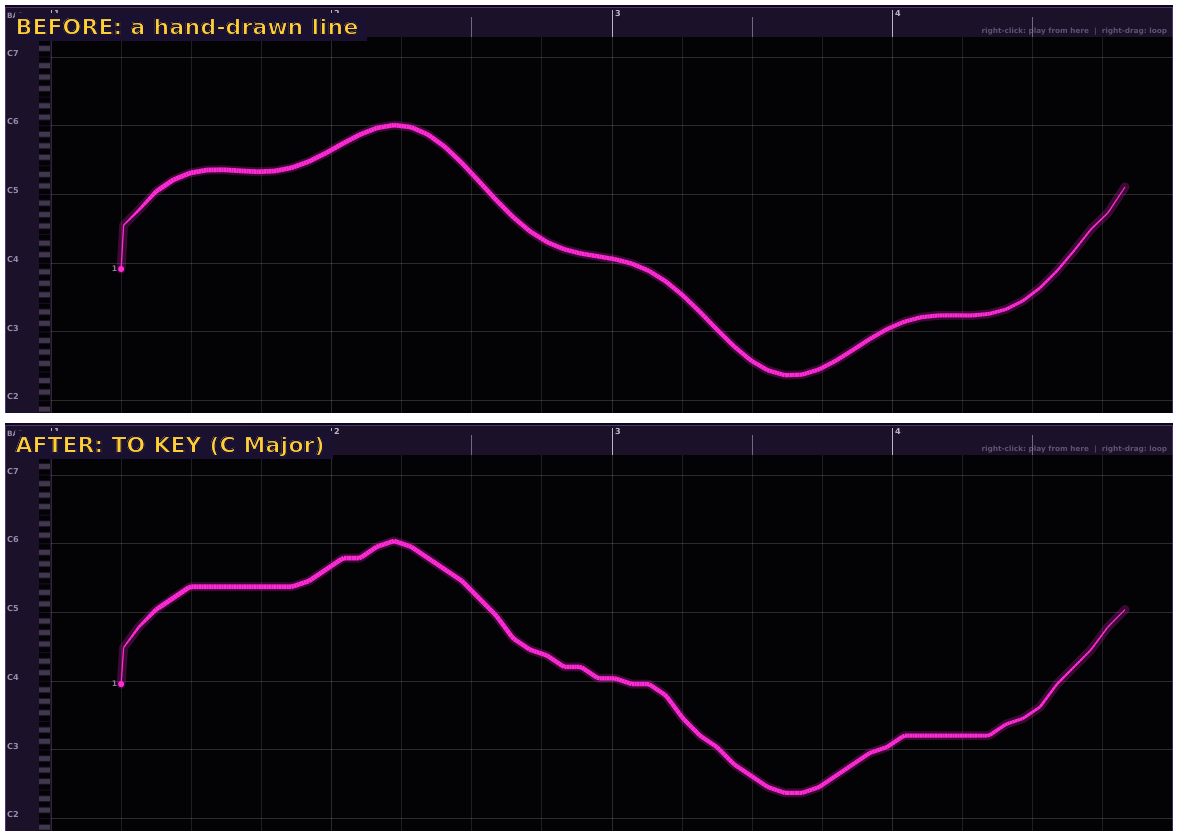 BEFORE: a hand-drawn line
3
4
right-click: play from here | right-drag: loop
C7
C6
C5
1
C4
C3
C2
AFTER: TO KEY (C Major)
3
4
right-click: play from here | right-drag: loop
C7
C6
C5
C4
1
C3
C2